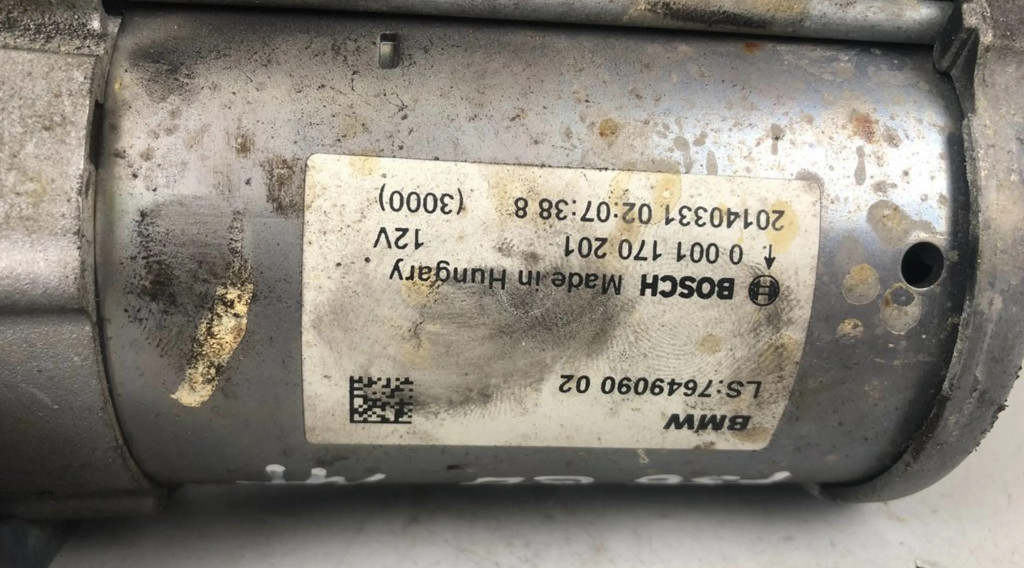 BMW
LS:7649090 02
BOSCH Made in Hungary
0 001 170 201 12V
20140331 02:07:38 8 (3000)